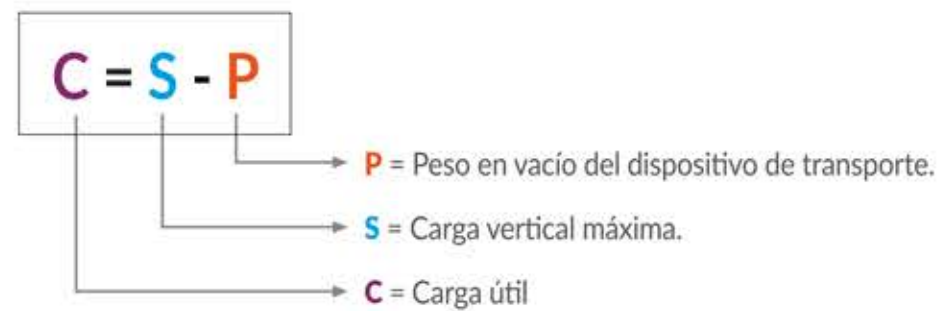 C = S - P
P = Peso en vacío del dispositivo de transporte.
S = Carga vertical máxima.
C = Carga útil